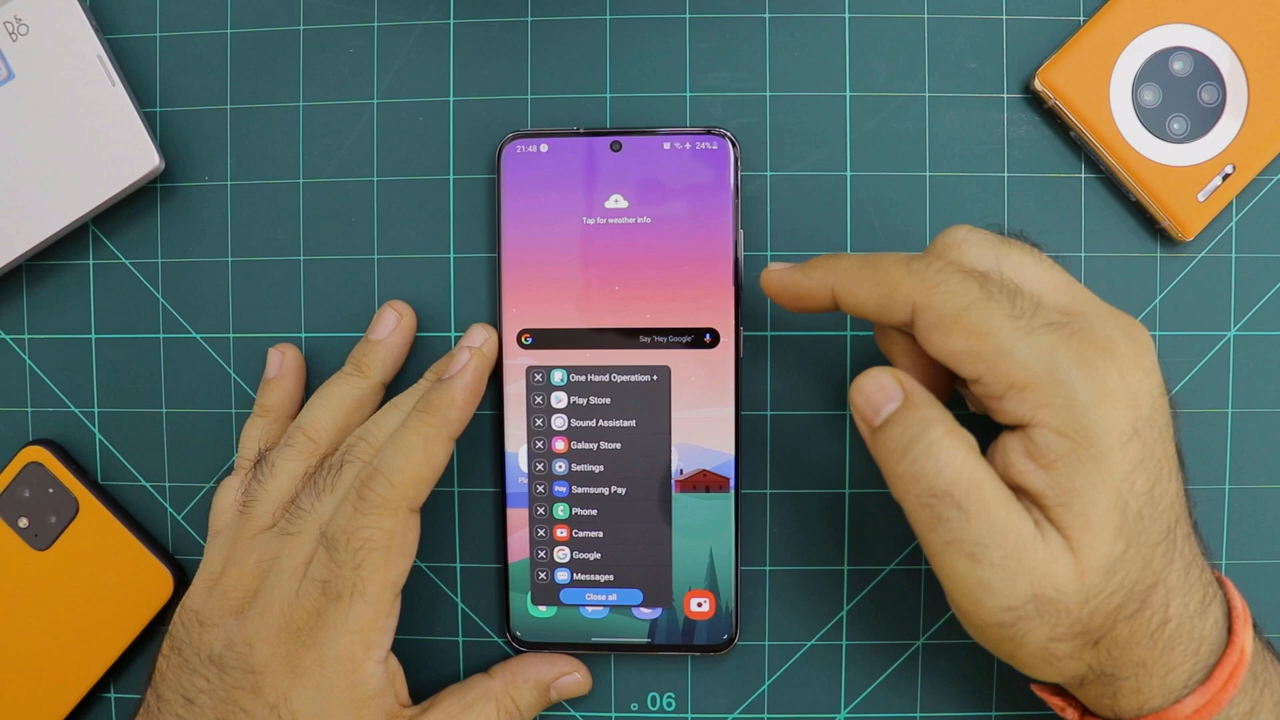 B&O
21:48
24%
Tap for weather info
Say "Hey Google"
One Hand Operation +
Play Store
Sound Assistant
Galaxy Store
Settings
Pay
Samsung Pay
Phone
Camera
Google
Messages
Close all
06